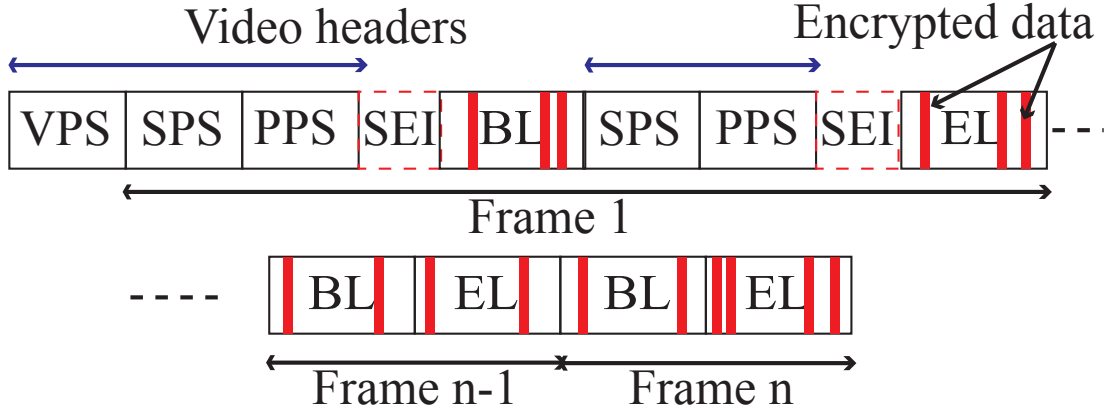 Video headers Encrypted data
VPS SPS PPS SEI BL SPS PPS SEI EL
Frame 1
BL EL BL EL
Frame n-1 Frame n